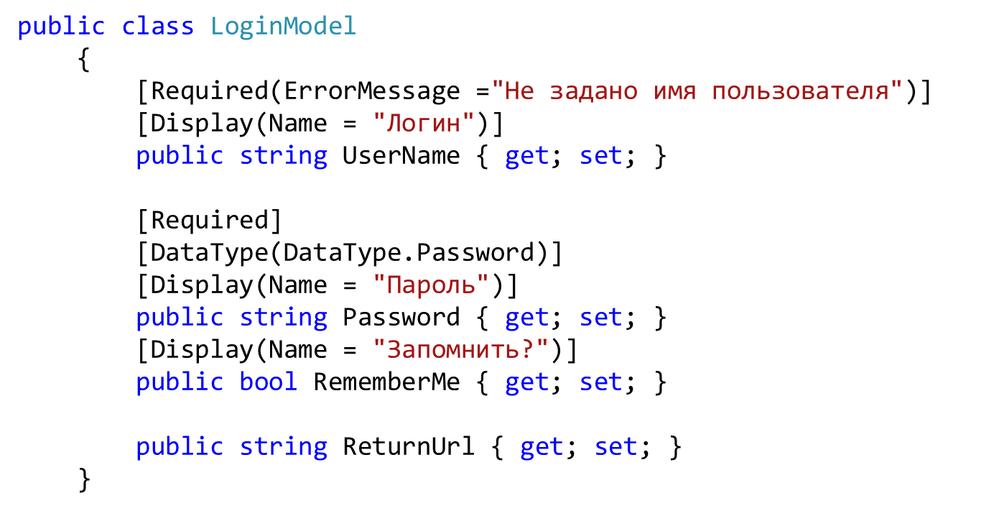 public class LoginModel
{
[Required(ErrorMessage ="Не задано имя пользователя")]
[Display(Name = "Логин")]
public string UserName { get; set; }
[Required]
[DataType(DataType.Password)]
[Display(Name = "Пароль")]
public string Password { get; set; }
[Display(Name = "Запомнить?")]
public bool RememberMe { get; set; }
public string ReturnUrl { get; set; }
}